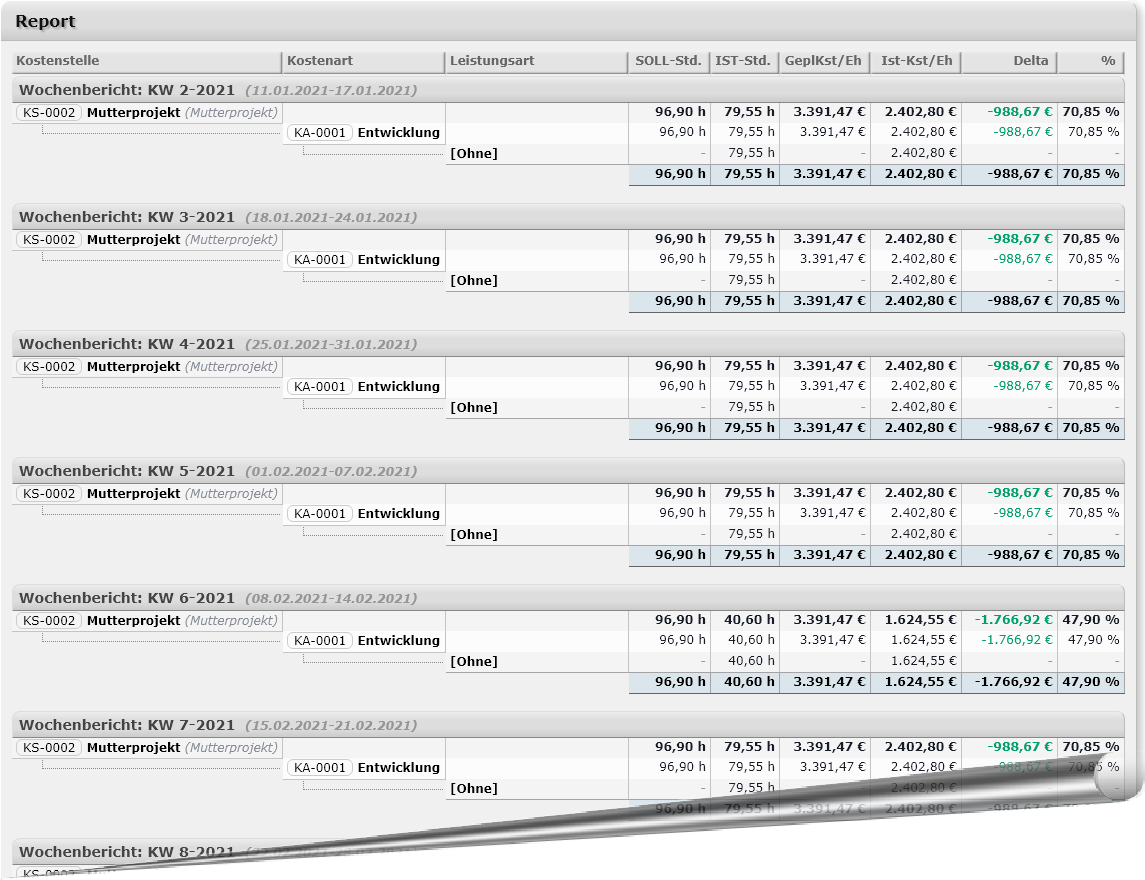 Report
Kostenstelle Kostenart Leistungsart SOLL-Std. IST-Std. GeplKst/Eh Ist-Kst/Eh Delta %
Wochenbericht: KW 2-2021 (11.01.2021-17.01.2021)
KS-0002 Mutterprojekt (Mutterprojekt) 96,90 h 79,55 h 3.391,47 € 2.402,80 € -988,67 € 70,85 %
KA-0001 Entwicklung 96,90 h 79,55 h 3.391,47 € 2.402,80 € -988,67 € 70,85 %
[Ohne] - 79,55 h - 2.402,80 € - -
96,90 h 79,55 h 3.391,47 € 2.402,80 € -988,67 € 70,85 %
Wochenbericht: KW 3-2021 (18.01.2021-24.01.2021)
KS-0002 Mutterprojekt (Mutterprojekt) 96,90 h 79,55 h 3.391,47 € 2.402,80 € -988,67 € 70,85 %
KA-0001 Entwicklung 96,90 h 79,55 h 3.391,47 € 2.402,80 € -988,67 € 70,85 %
[Ohne] - 79,55 h - 2.402,80 € - -
96,90 h 79,55 h 3.391,47 € 2.402,80 € -988,67 € 70,85 %
Wochenbericht: KW 4-2021 (25.01.2021-31.01.2021)
KS-0002 Mutterprojekt (Mutterprojekt) 96,90 h 79,55 h 3.391,47 € 2.402,80 € -988,67 € 70,85 %
KA-0001 Entwicklung 96,90 h 79,55 h 3.391,47 € 2.402,80 € -988,67 € 70,85 %
[Ohne] - 79,55 h - 2.402,80 € - -
96,90 h 79,55 h 3.391,47 € 2.402,80 € -988,67 € 70,85 %
Wochenbericht: KW 5-2021 (01.02.2021-07.02.2021)
KS-0002 Mutterprojekt (Mutterprojekt) 96,90 h 79,55 h 3.391,47 € 2.402,80 € -988,67 € 70,85 %
KA-0001 Entwicklung 96,90 h 79,55 h 3.391,47 € 2.402,80 € -988,67 € 70,85 %
[Ohne] - 79,55 h - 2.402,80 € - -
96,90 h 79,55 h 3.391,47 € 2.402,80 € -988,67 € 70,85 %
Wochenbericht: KW 6-2021 (08.02.2021-14.02.2021)
KS-0002 Mutterprojekt (Mutterprojekt) 96,90 h 40,60 h 3.391,47 € 1.624,55 € -1.766,92 € 47,90 %
KA-0001 Entwicklung 96,90 h 40,60 h 3.391,47 € 1.624,55 € -1.766,92 € 47,90 %
[Ohne] - 40,60 h - 1.624,55 € - -
96,90 h 40,60 h 3.391,47 € 1.624,55 € -1.766,92 € 47,90 %
Wochenbericht: KW 7-2021 (15.02.2021-21.02.2021)
KS-0002 Mutterprojekt (Mutterprojekt) 96,90 h 79,55 h 3.391,47 € 2.402,80 € -988,67 € 70,85 %
KA-0001 Entwicklung 96,90 h 79,55 h 3.391,47 € 2.402,80 € -988,67 € 70,85 %
[Ohne] - 79,55 h - 2.402,80 €
96,90 h 79,55 h 3.391,47 € 2.402,80 € -988,67 €
Wochenbericht: KW 8-2021
KS-0002